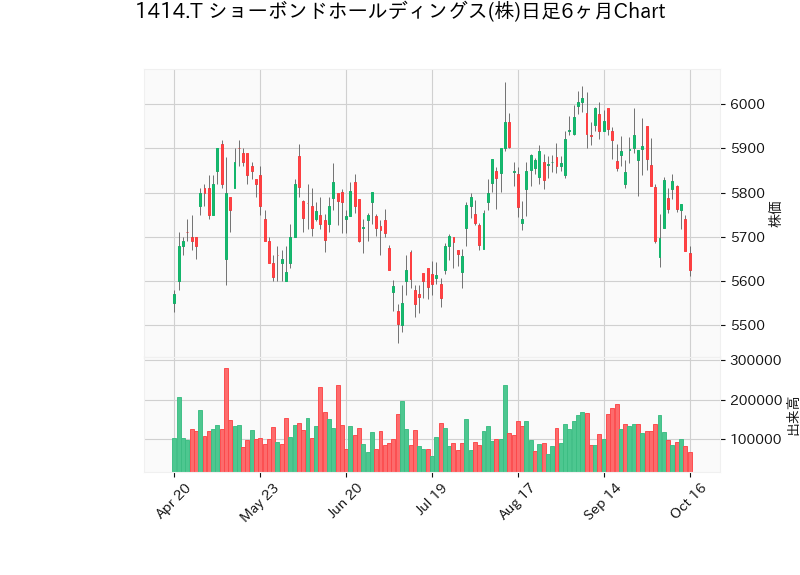 1414.T ショーボンドホールディングス(株)日足6ヶ月Chart
6000
5900
5800
5700
5600
5500
株価
300000
200000
100000
出来高
Apr 20
May 23
Jun 20
Jul 19
Aug 17
Sep 14
Oct 16